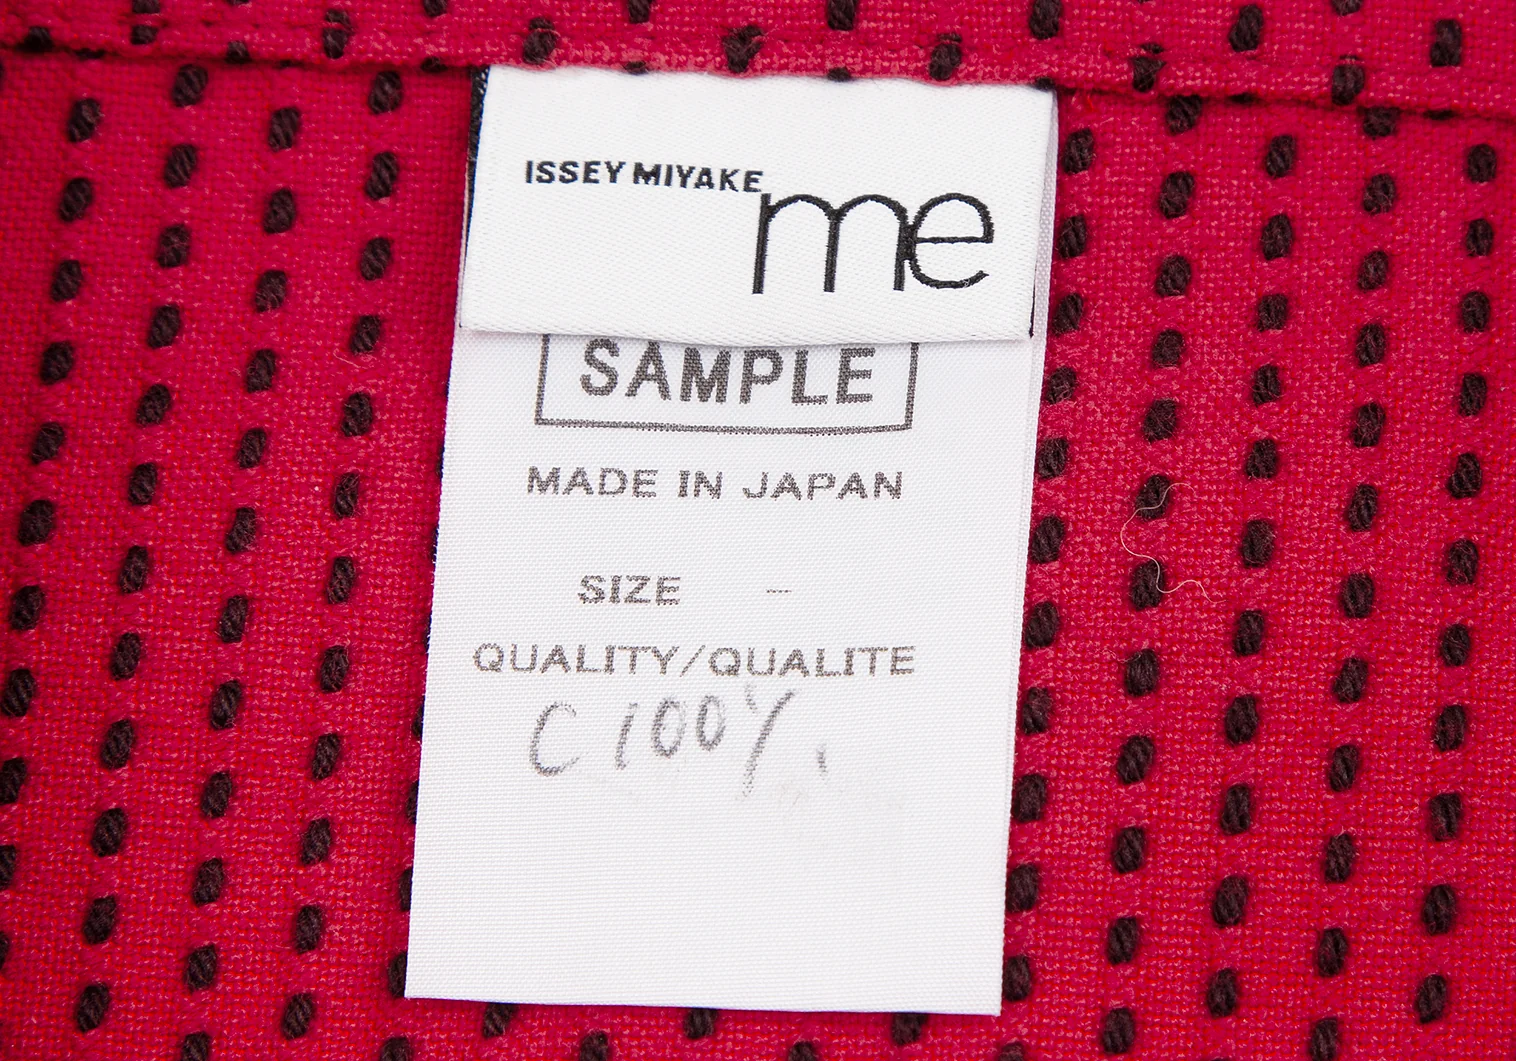 ISSEY MIYAKE
me
SAMPLE
MADE IN JAPAN
SIZE -
QUALITY/QUALITE
C 100%